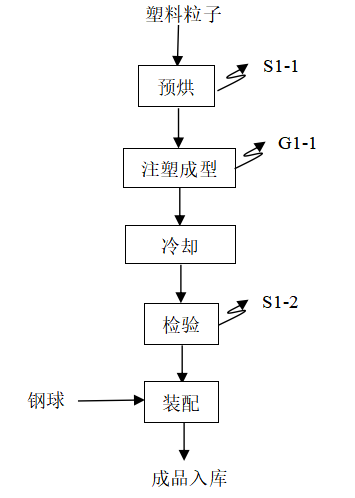 塑料粒子
S1-1
预烘
G1-1
注塑成型
冷却
S1-2
检验
钢球
装配
成品入库